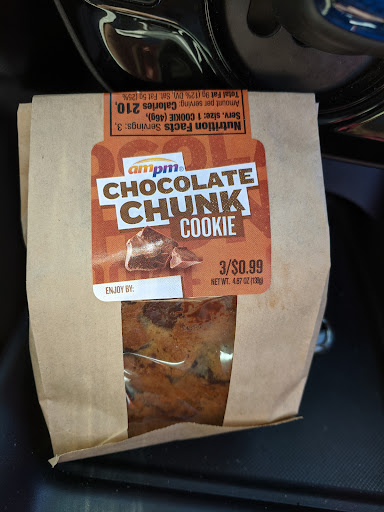 Nutrition Facts Servings: 3,
Serv. size: 1 COOKIE (46g),
Amount per serving: Calories 210,
Total Fat 9g (12% DV), Sat. Fat 5g (25%
ampm®
CHOCOLATE
CHUNK
COOKIE
3/$0.99
NET WT. 4.97 OZ (138g)
ENJOY BY: